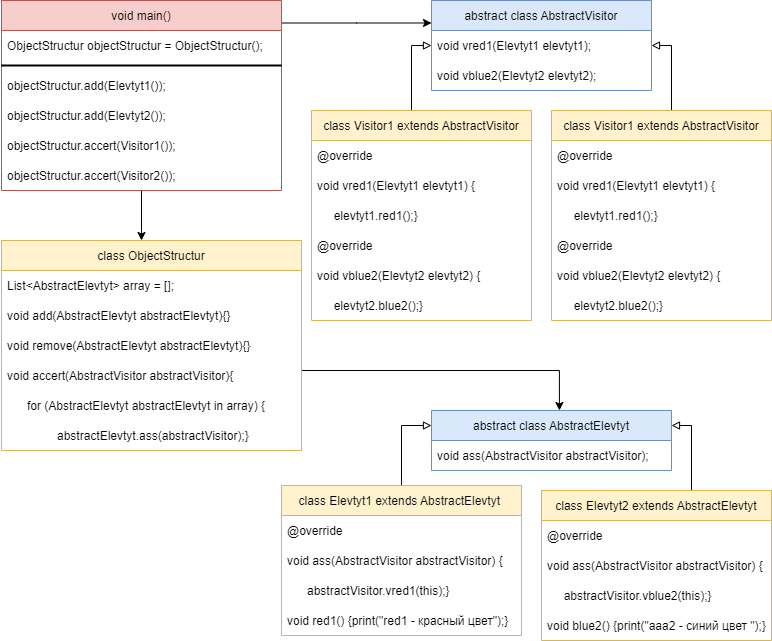 void main()
ObjectStructur objectStructur = ObjectStructur();
objectStructur.add(Elevtyt1());
objectStructur.add(Elevtyt2());
objectStructur.accert(Visitor1());
objectStructur.accert(Visitor2());
abstract class AbstractVisitor
void vred1(Elevtyt1 elevtyt1);
void vblue2(Elevtyt2 elevtyt2);
class Visitor1 extends AbstractVisitor
@override
void vred1(Elevtyt1 elevtyt1) {
elevtyt1.red1();}
@override
void vblue2(Elevtyt2 elevtyt2) {
elevtyt2.blue2();}
class Visitor1 extends AbstractVisitor
@override
void vred1(Elevtyt1 elevtyt1) {
elevtyt1.red1();}
@override
void vblue2(Elevtyt2 elevtyt2) {
elevtyt2.blue2();}
class ObjectStructur
List<AbstractElevtyt> array = [];
void add(AbstractElevtyt abstractElevtyt){}
void remove(AbstractElevtyt abstractElevtyt){}
void accert(AbstractVisitor abstractVisitor){
for (AbstractElevtyt abstractElevtyt in array) {
abstractElevtyt.ass(abstractVisitor);}
abstract class AbstractElevtyt
void ass(AbstractVisitor abstractVisitor);
class Elevtyt1 extends AbstractElevtyt
@override
void ass(AbstractVisitor abstractVisitor) {
abstractVisitor.vred1(this);}
void red1() {print("red1 - красный цвет");}
class Elevtyt2 extends AbstractElevtyt
@override
void ass(AbstractVisitor abstractVisitor) {
abstractVisitor.vblue2(this);}
void blue2() {print("aaa2 - синий цвет ");}